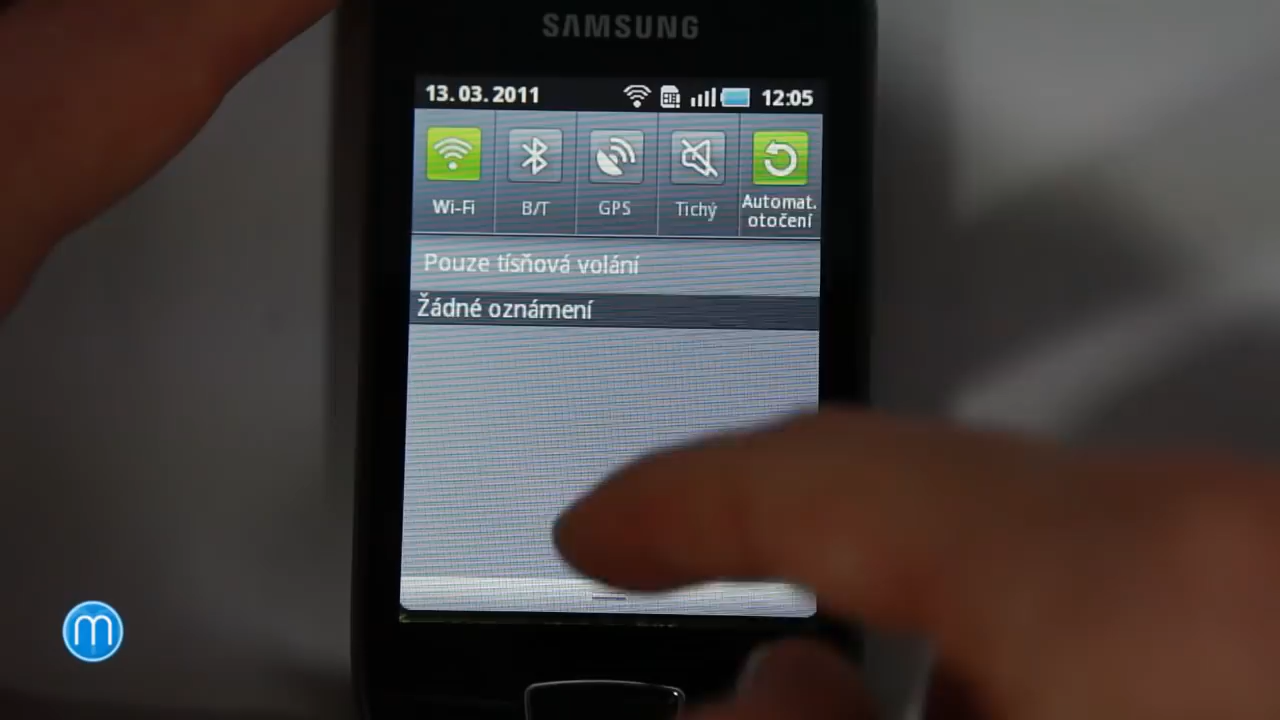 SAMSUNG
13.03.2011 12:05
Wi-Fi B/T GPS Tichý Automat. otočení
Pouze tísňová volání
Žádné oznámení
m